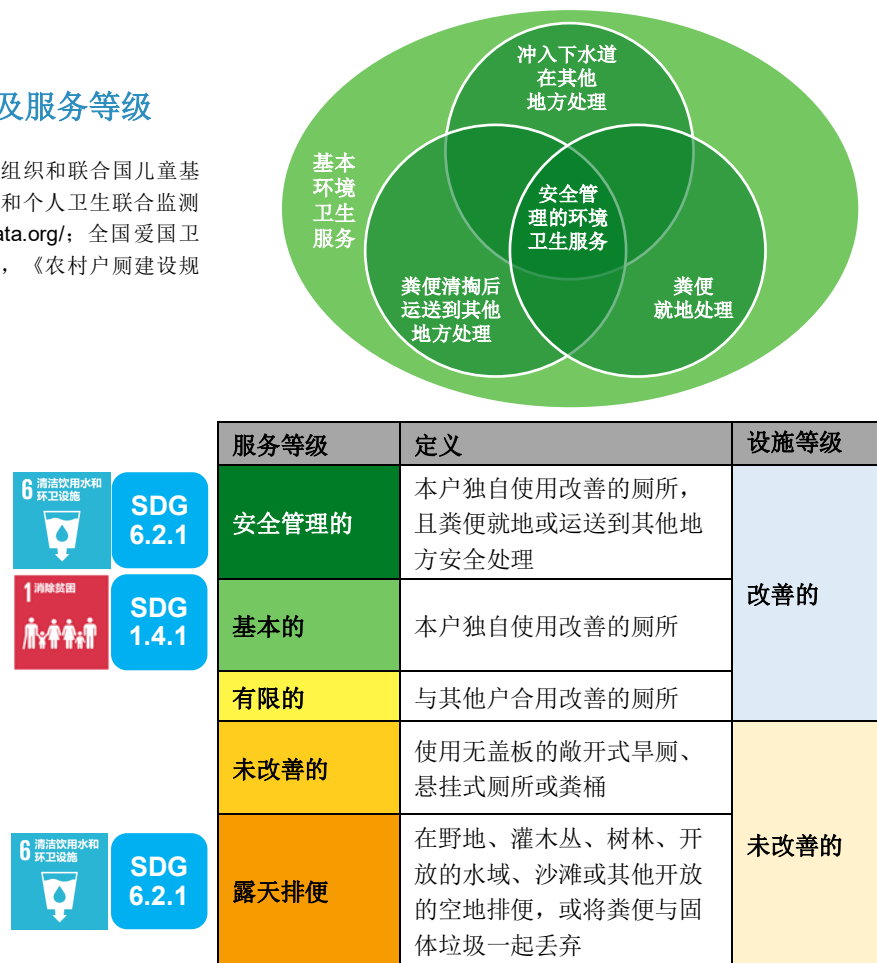 及服务等级
组织和联合国儿童基
和个人卫生联合监测
ata.org/；全国爱国卫
，《农村户厕建设规
冲入下水道
在其他
地方处理
基本
环境
卫生
服务
安全管
理的环境
卫生服务
粪便清掏后
运送到其他
地方处理
粪便
就地处理
服务等级
定义
设施等级
6 清洁饮用水和
环卫设施
SDG
6.2.1
安全管理的
本户独自使用改善的厕所，
且粪便就地或运送到其他地
方安全处理
改善的
1 消除贫困
SDG
1.4.1
基本的
本户独自使用改善的厕所
有限的
与其他户合用改善的厕所
未改善的
使用无盖板的敞开式旱厕、
悬挂式厕所或粪桶
未改善的
6 清洁饮用水和
环卫设施
SDG
6.2.1
露天排便
在野地、灌木丛、树林、开
放的水域、沙滩或其他开放
的空地排便，或将粪便与固
体垃圾一起丢弃